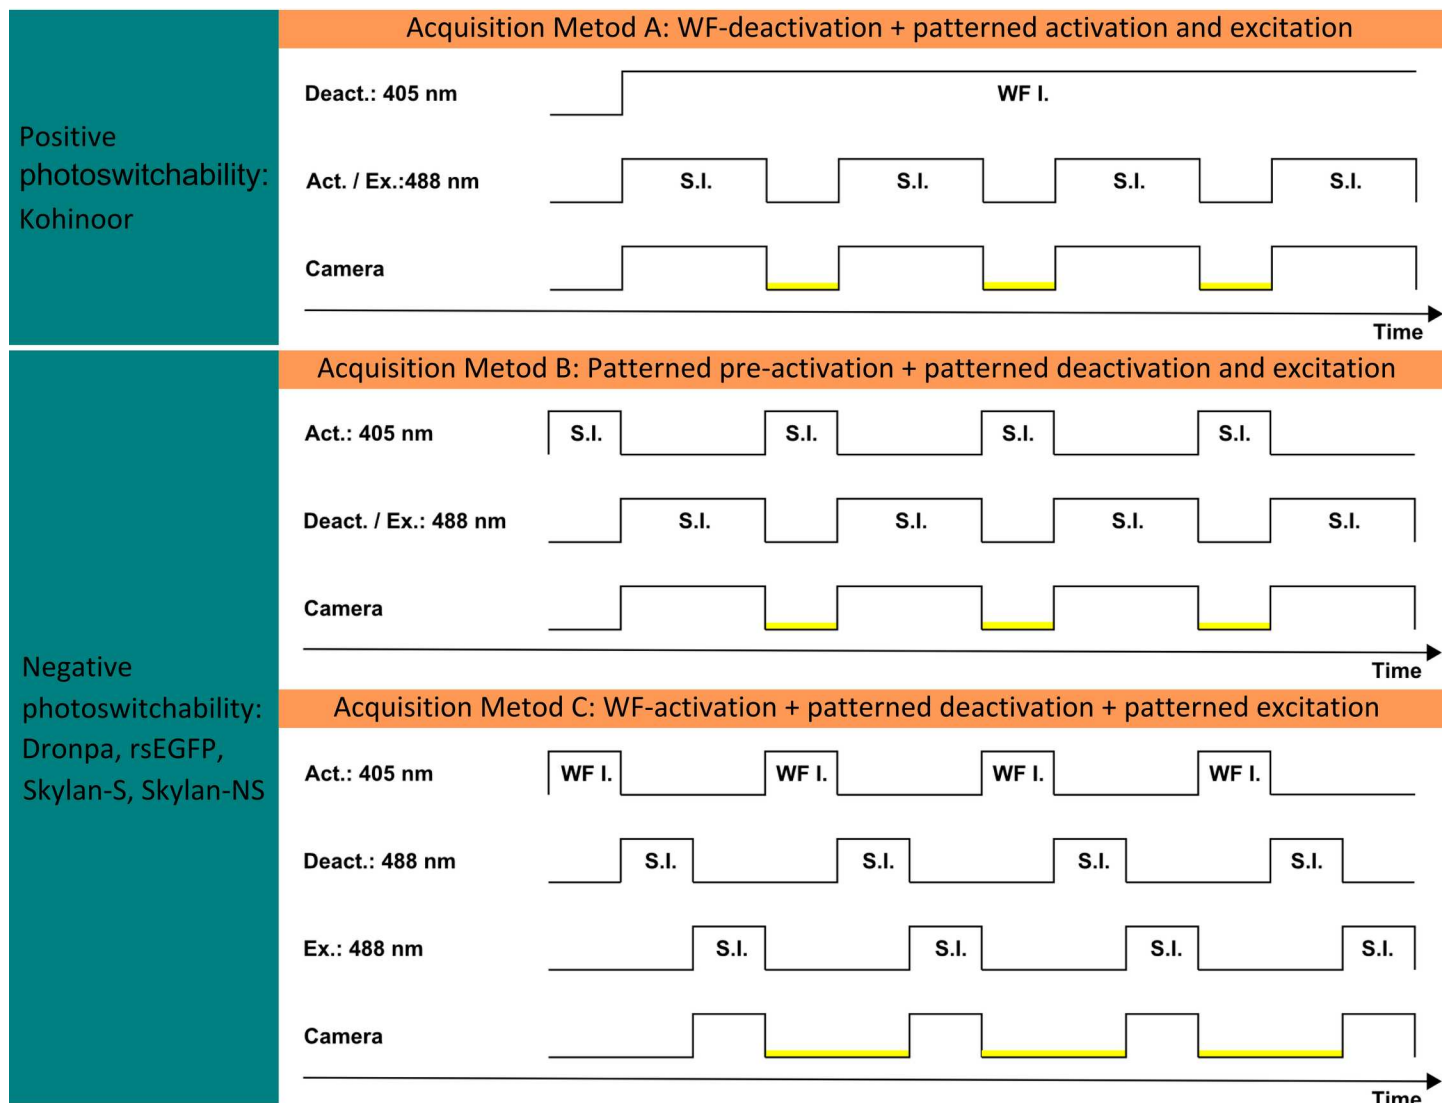 Positive
photoswitchability:
Kohinoor
Acquisition Metod A: WF-deactivation + patterned activation and excitation
Deact.: 405 nm
WF I.
Act. / Ex.:488 nm
S.I. S.I. S.I. S.I.
Camera
Time
Negative
photoswitchability:
Dronpa, rsEGFP,
Skylan-S, Skylan-NS
Acquisition Metod B: Patterned pre-activation + patterned deactivation and excitation
Act.: 405 nm
S.I. S.I. S.I. S.I.
Deact. / Ex.: 488 nm
S.I. S.I. S.I. S.I.
Camera
Time
Acquisition Metod C: WF-activation + patterned deactivation + patterned excitation
Act.: 405 nm
WF I. WF I. WF I. WF I.
Deact.: 488 nm
S.I. S.I. S.I. S.I.
Ex.: 488 nm
S.I. S.I. S.I. S.I.
Camera
Time